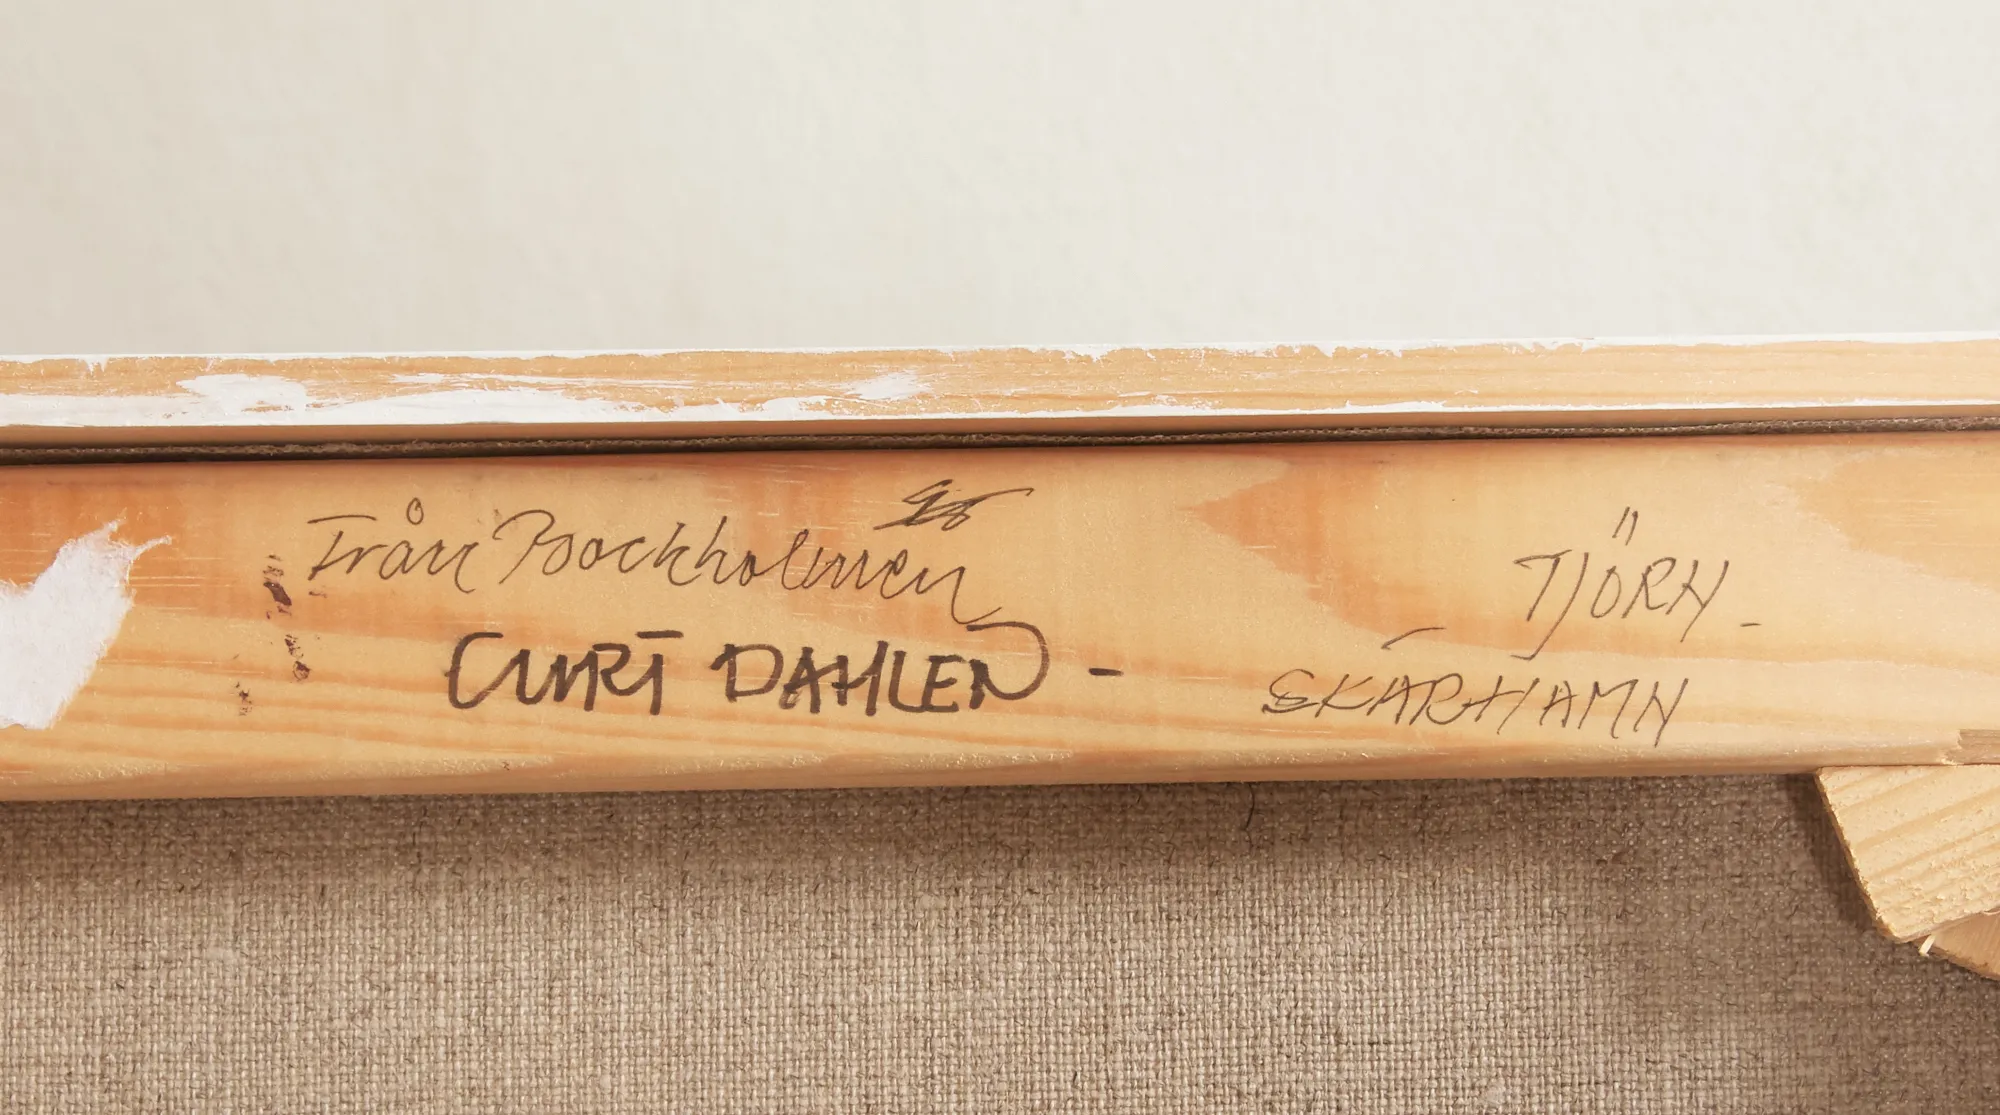 Från Bockholmen
CURT DAHLEN -
TJÖRN -
SKÄRHAMN